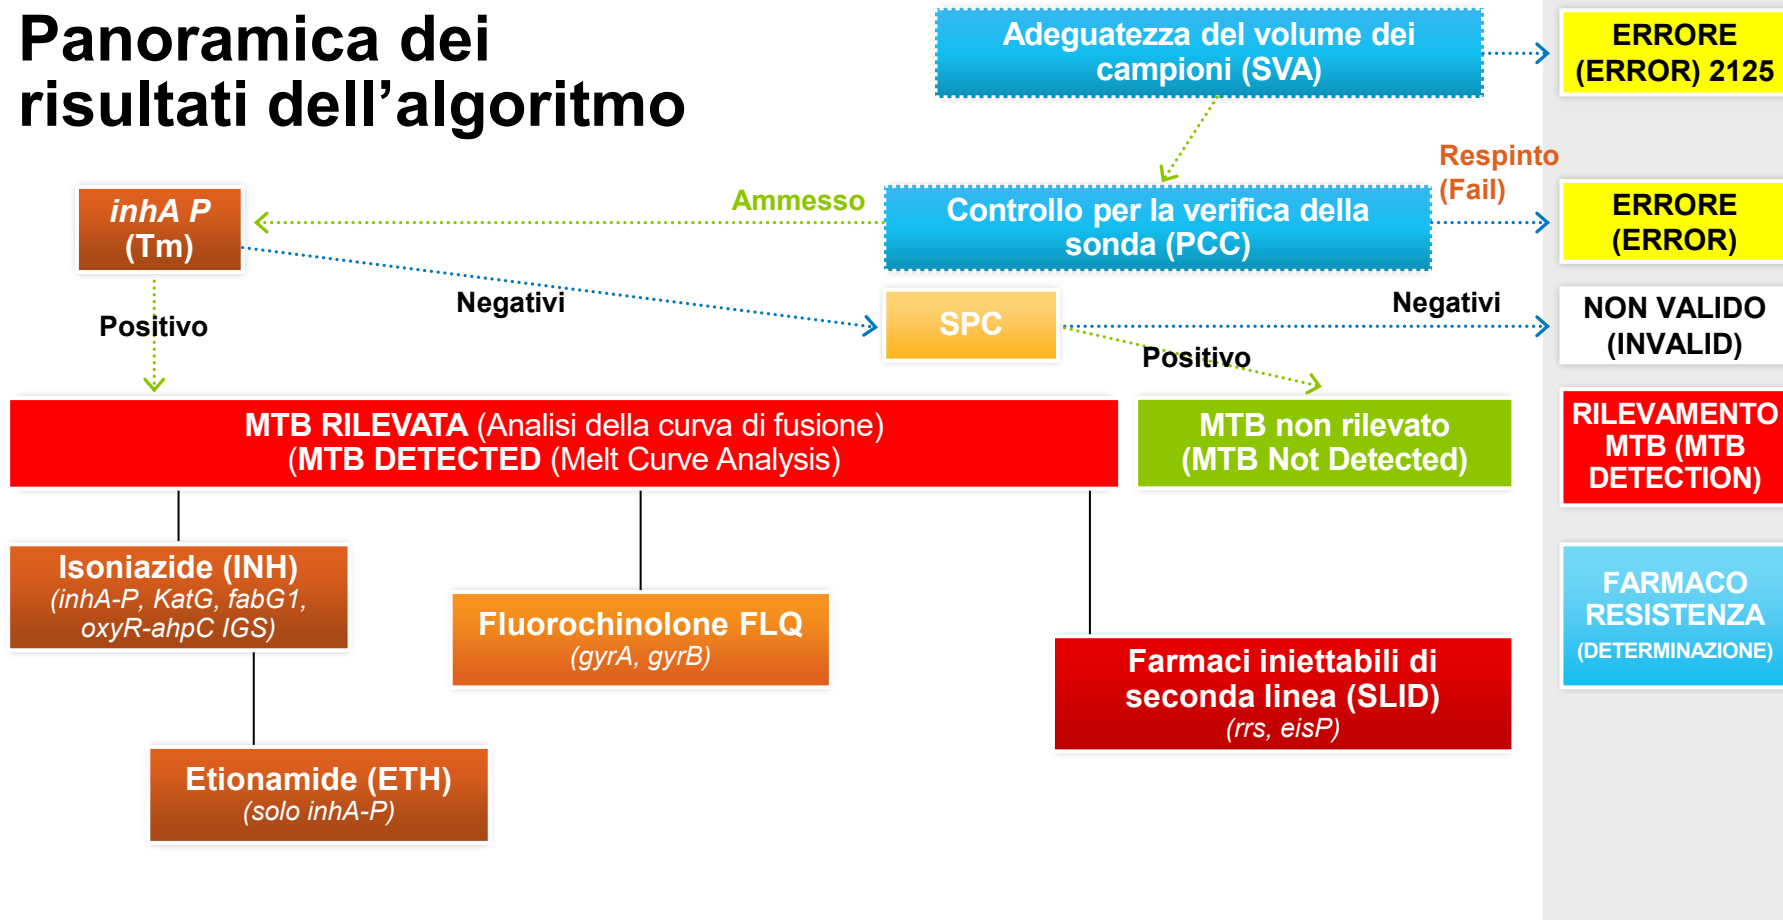 Panoramica dei
risultati dell’algoritmo
Adeguatezza del volume dei
campioni (SVA)
ERRORE
(ERROR) 2125
Respinto
(Fail)
Ammesso
inhA P
(Tm)
Controllo per la verifica della
sonda (PCC)
ERRORE
(ERROR)
Negativi
Positivo
SPC
Negativi
Positivo
NON VALIDO
(INVALID)
MTB RILEVATA (Analisi della curva di fusione)
(MTB DETECTED (Melt Curve Analysis)
MTB non rilevato
(MTB Not Detected)
RILEVAMENTO
MTB (MTB
DETECTION)
Isoniazide (INH)
(inhA-P, KatG, fabG1,
oxyR-ahpC IGS)
Fluorochinolone FLQ
(gyrA, gyrB)
Farmaci iniettabili di
seconda linea (SLID)
(rrs, eisP)
FARMACO
RESISTENZA
(DETERMINAZIONE)
Etionamide (ETH)
(solo inhA-P)